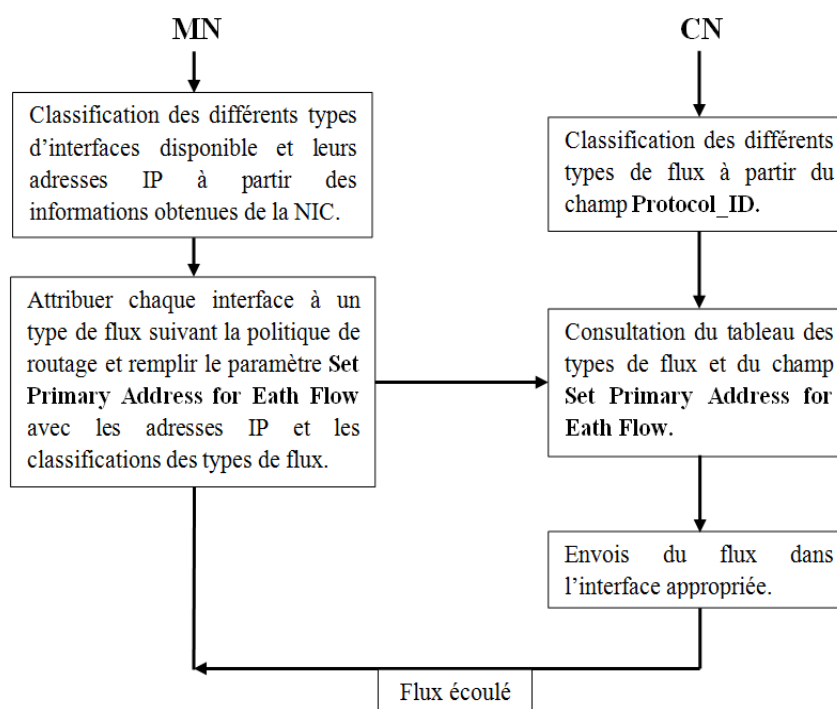 MN
Classification des différents types
d'interfaces disponible et leurs
adresses IP à partir des
informations obtenues de la NIC.
Attribuer chaque interface à un
type de flux suivant la politique de
routage et remplir le paramètre Set
Primary Address for Eath Flow
avec les adresses IP et les
classifications des types de flux.
CN
Classification des différents
types de flux à partir du
champ Protocol_ID.
Consultation du tableau des
types de flux et du champ
Set Primary Address for
Eath Flow.
Envois du flux dans
l'interface appropriée.
Flux écoulé